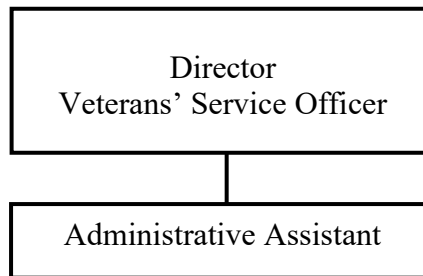 Director
Veterans’ Service Officer
Administrative Assistant